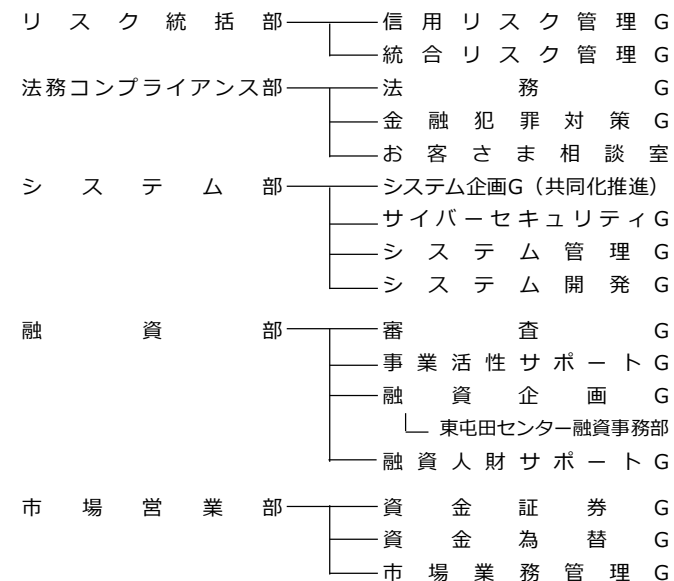 リスク統括部 信用リスク管理G
統合リスク管理G
法務コンプライアンス部 法務G
金融犯罪対策G
お客さま相談室
システム部 システム企画G（共同化推進）
サイバーセキュリティG
システム管理G
システム開発G
融資部 審査G
事業活性サポートG
融資企画G
東屯田センター融資事務部
融資人財サポートG
市場営業部 資金証券G
資金為替G
市場業務管理G